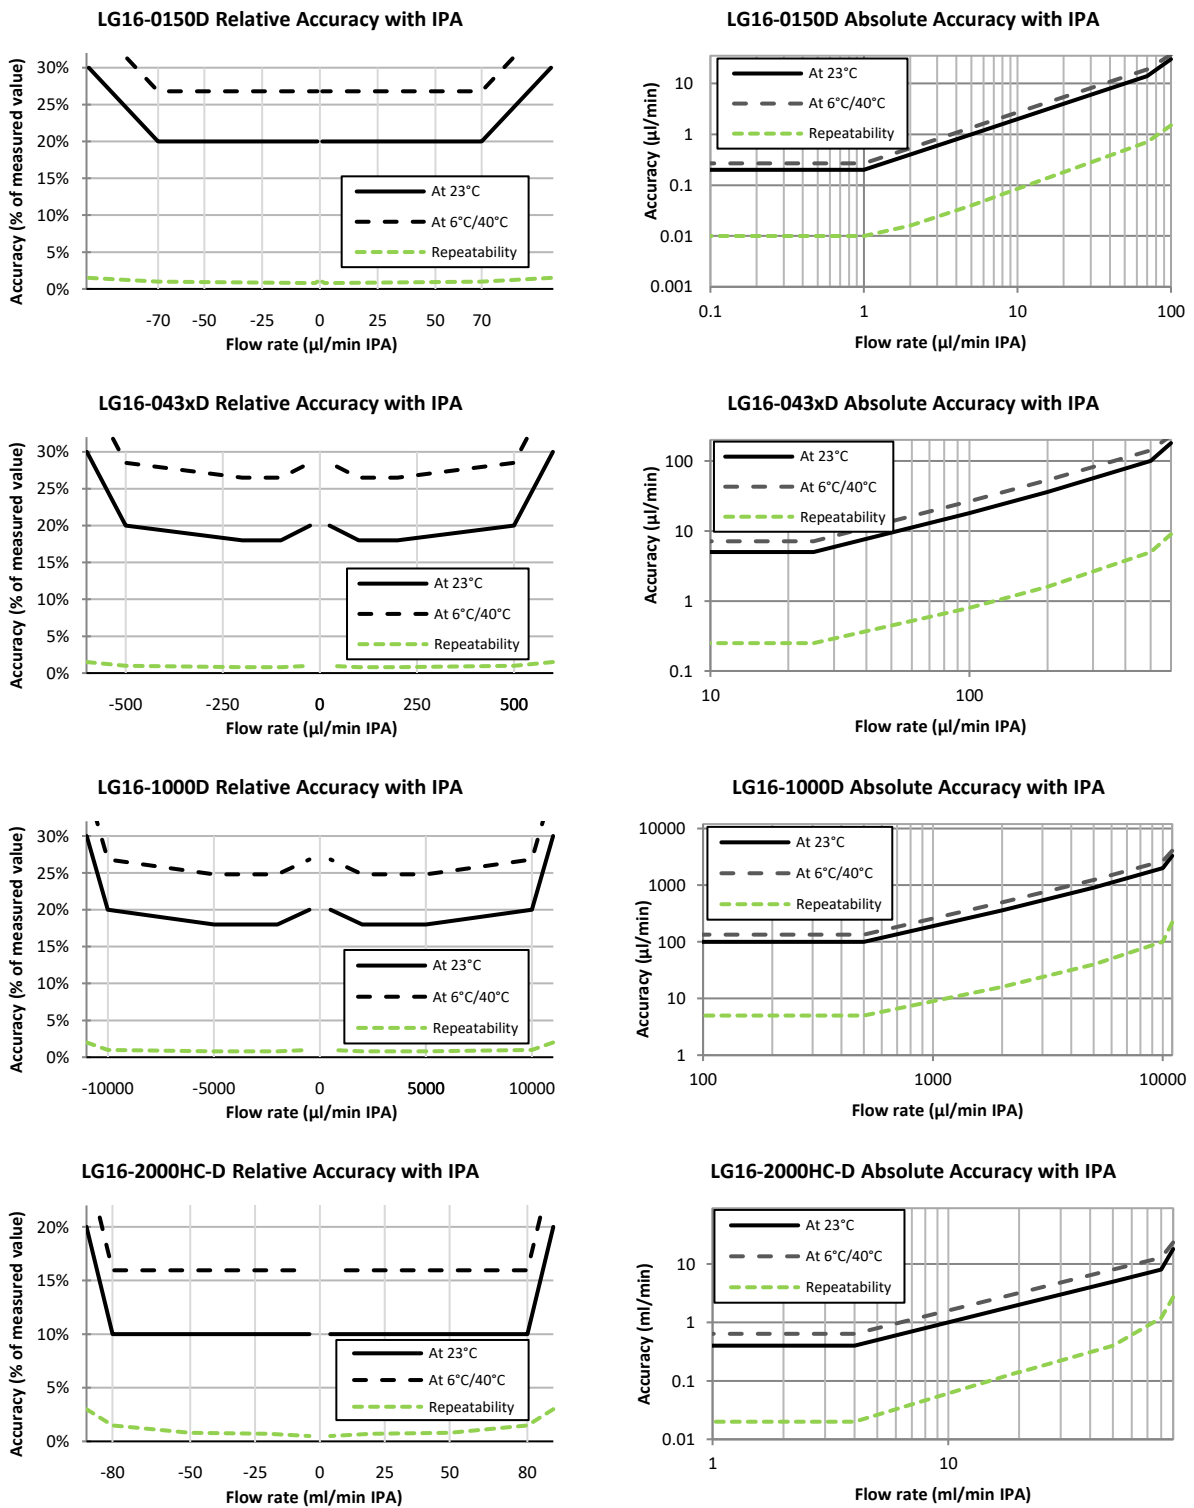 LG16-0150D Relative Accuracy with IPA
Accuracy (% of measured value)
30%
25%
20%
15%
10%
5%
0%
At 23°C
At 6°C/40°C
Repeatability
-70 -50 -25 0 25 50 70
Flow rate (µl/min IPA)
LG16-0150D Absolute Accuracy with IPA
Accuracy (µl/min)
10
1
0.1
0.01
0.001
At 23°C
At 6°C/40°C
Repeatability
0.1 1 10 100
Flow rate (µl/min IPA)
LG16-043xD Relative Accuracy with IPA
Accuracy (% of measured value)
30%
25%
20%
15%
10%
5%
0%
At 23°C
At 6°C/40°C
Repeatability
-500 -250 0 250 500
Flow rate (µl/min IPA)
LG16-043xD Absolute Accuracy with IPA
Accuracy (µl/min)
100
10
1
0.1
At 23°C
At 6°C/40°C
Repeatability
10 100
Flow rate (µl/min IPA)
LG16-1000D Relative Accuracy with IPA
Accuracy (% of measured value)
30%
25%
20%
15%
10%
5%
0%
At 23°C
At 6°C/40°C
Repeatability
-10000 -5000 0 5000 10000
Flow rate (µl/min IPA)
LG16-1000D Absolute Accuracy with IPA
Accuracy (µl/min)
10000
1000
100
10
1
At 23°C
At 6°C/40°C
Repeatability
100 1000 10000
Flow rate (µl/min IPA)
LG16-2000HC-D Relative Accuracy with IPA
Accuracy (% of measured value)
20%
15%
10%
5%
0%
At 23°C
At 6°C/40°C
Repeatability
-80 -50 -25 0 25 50 80
Flow rate (ml/min IPA)
LG16-2000HC-D Absolute Accuracy with IPA
Accuracy (ml/min)
10
1
0.1
0.01
At 23°C
At 6°C/40°C
Repeatability
1 10
Flow rate (ml/min IPA)